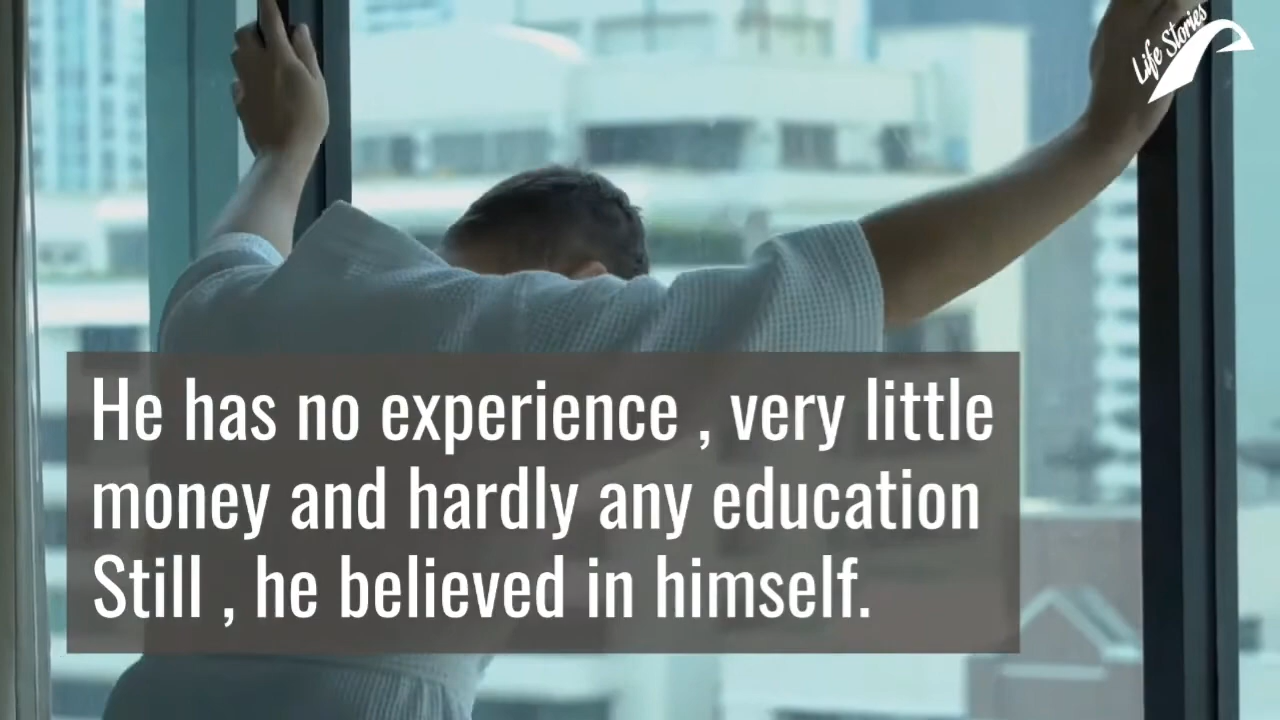 Life Stories
He has no experience , very little
money and hardly any education
Still , he believed in himself.